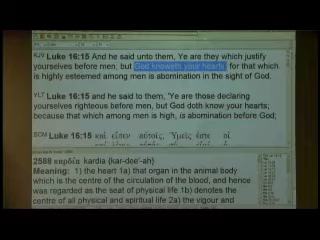 KJV Luke 16:15 And he said unto them, Ye are they which justify
yourselves before men; but God knoweth your hearts: for that which
is highly esteemed among men is abomination in the sight of God.
YLT Luke 16:15 and he said to them, 'Ye are those declaring
yourselves righteous before men, but God doth know your hearts;
because that which among men is high, is abomination before God;
Luke 16:15 καὶ εἶπεν αὐτοῖς, Ὑμεῖς ἐστε οἱ
2588 καρδία kardia {kar-dee'-ah}
Meaning: 1) the heart 1a) that organ in the animal body
which is the centre of the circulation of the blood, and hence
was regarded as the seat of physical life 1b) denotes the
centre of all physical and spiritual life 2a) the vigour and